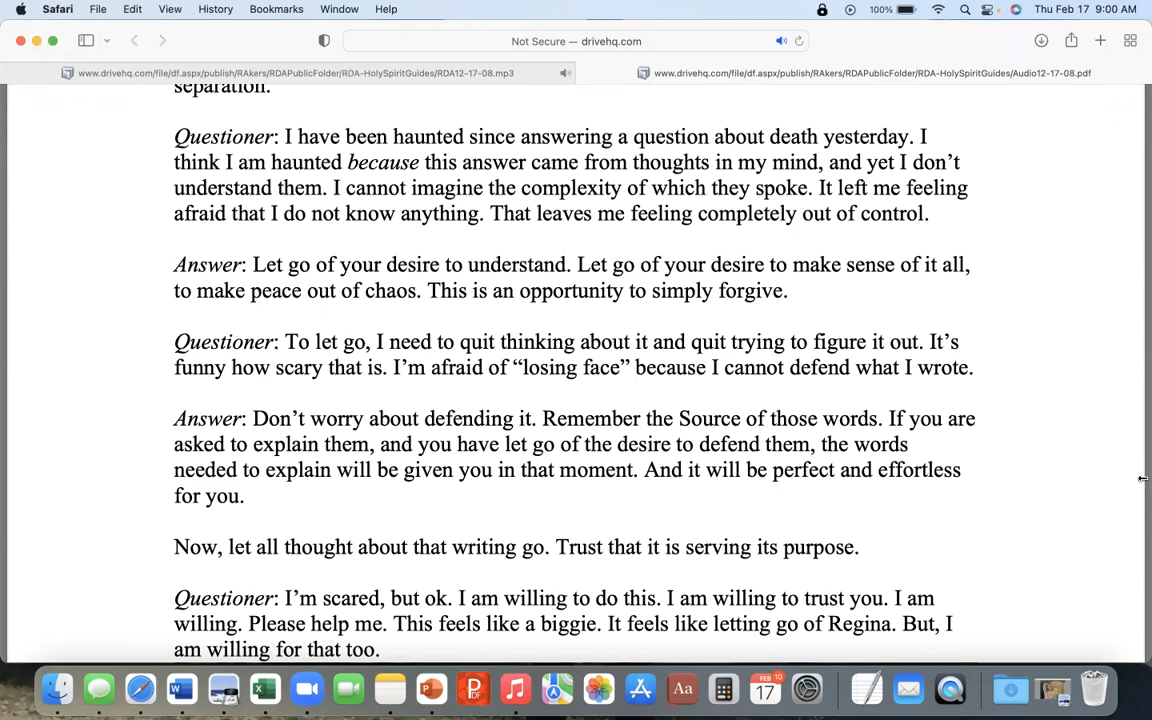 Safari File Edit View History Bookmarks Window Help 100% Thu Feb 17 9:00 AM
Not Secure — drivehq.com
www.drivehq.com/file/df.aspx/publish/RAkers/RDAPublicFolder/RDA-HolySpiritGuides/RDA12-17-08.mp3
www.drivehq.com/file/df.aspx/publish/RAkers/RDAPublicFolder/RDA-HolySpiritGuides/Audio12-17-08.pdf
separation.
Questioner: I have been haunted since answering a question about death yesterday. I
think I am haunted because this answer came from thoughts in my mind, and yet I don’t
understand them. I cannot imagine the complexity of which they spoke. It left me feeling
afraid that I do not know anything. That leaves me feeling completely out of control.
Answer: Let go of your desire to understand. Let go of your desire to make sense of it all,
to make peace out of chaos. This is an opportunity to simply forgive.
Questioner: To let go, I need to quit thinking about it and quit trying to figure it out. It’s
funny how scary that is. I’m afraid of “losing face” because I cannot defend what I wrote.
Answer: Don’t worry about defending it. Remember the Source of those words. If you are
asked to explain them, and you have let go of the desire to defend them, the words
needed to explain will be given you in that moment. And it will be perfect and effortless
for you.
Now, let all thought about that writing go. Trust that it is serving its purpose.
Questioner: I’m scared, but ok. I am willing to do this. I am willing to trust you. I am
willing. Please help me. This feels like a biggie. It feels like letting go of Regina. But, I
am willing for that too.
FEB
17
Aa